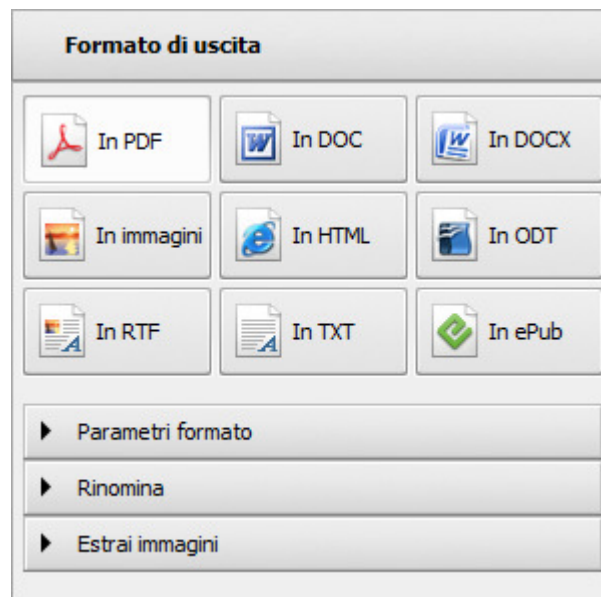 Formato di uscita
In PDF
In DOC
In DOCX
In immagini
In HTML
In ODT
In RTF
In TXT
In ePub
Parametri formato
Rinomina
Estrai immagini